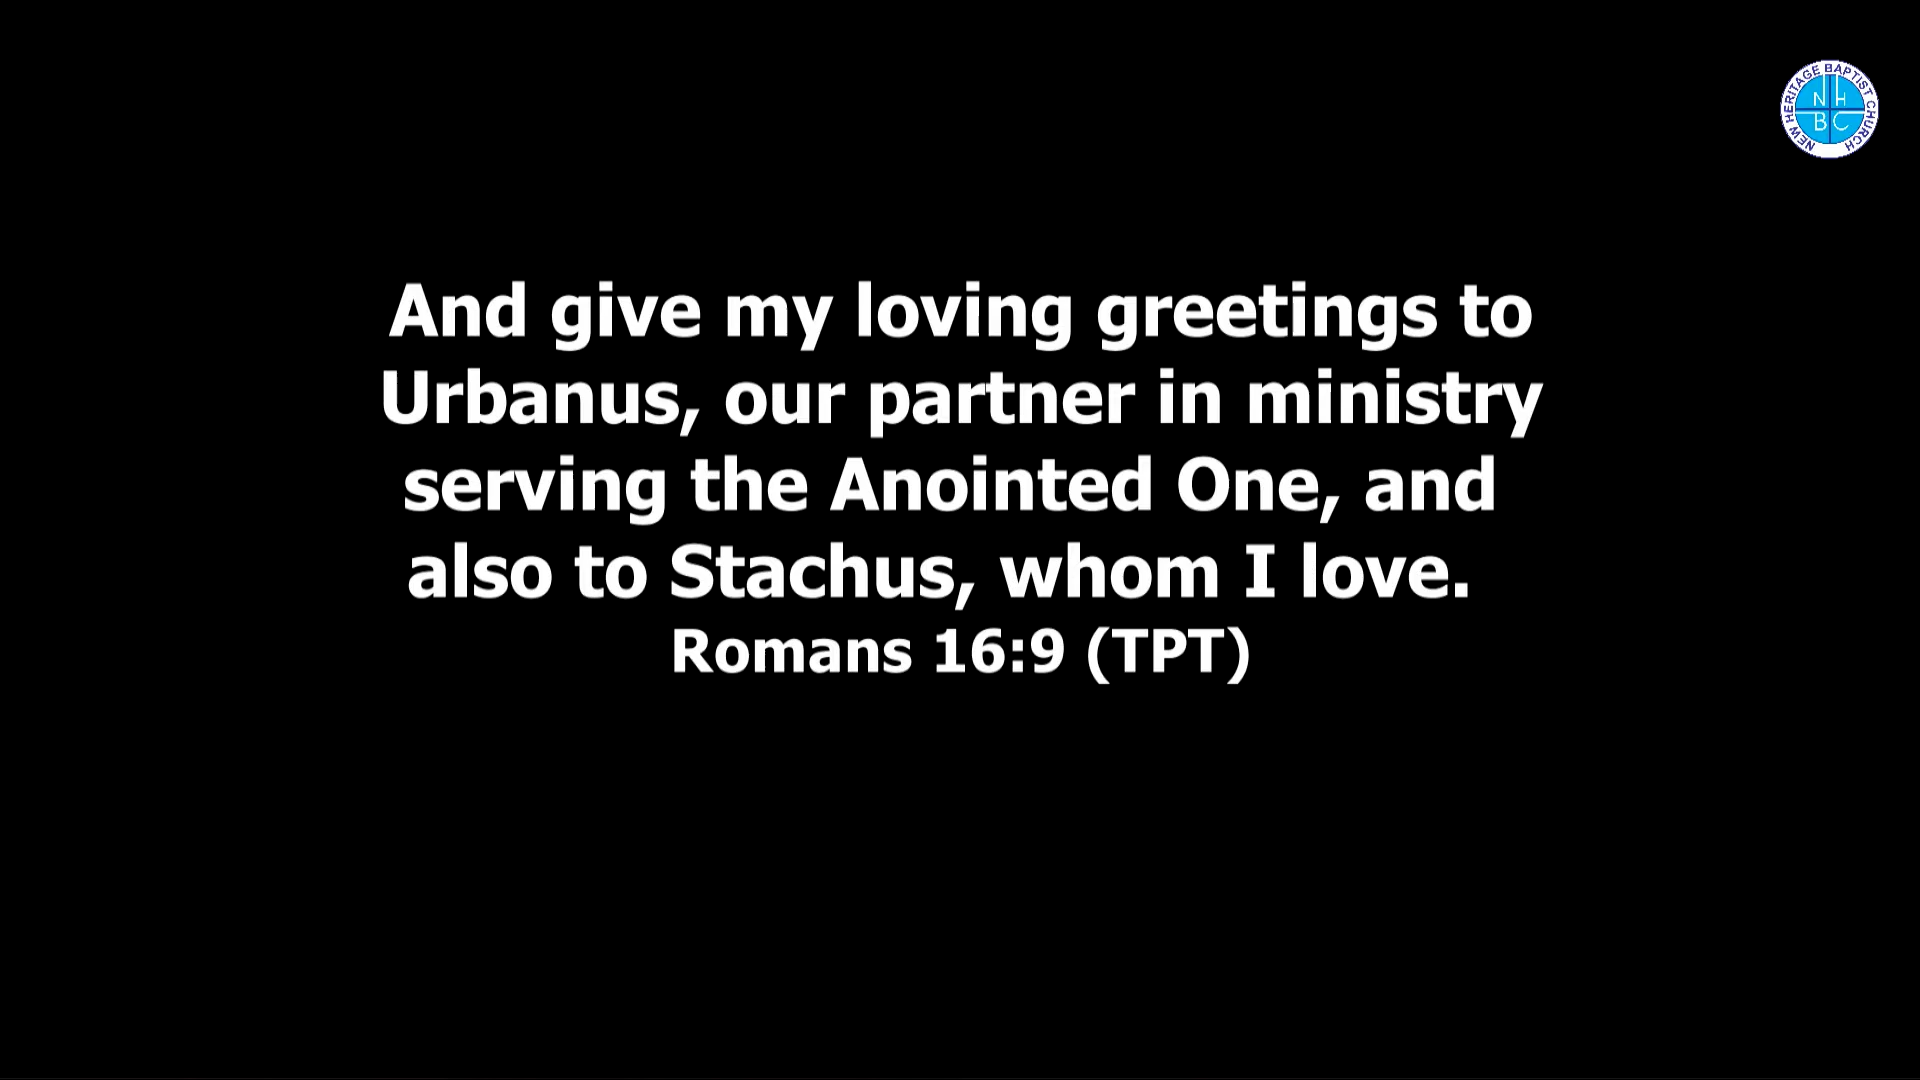 NEW HERITAGE BAPTIST CHURCH
N H
B C
And give my loving greetings to
Urbanus, our partner in ministry
serving the Anointed One, and
also to Stachus, whom I love.
Romans 16:9 (TPT)